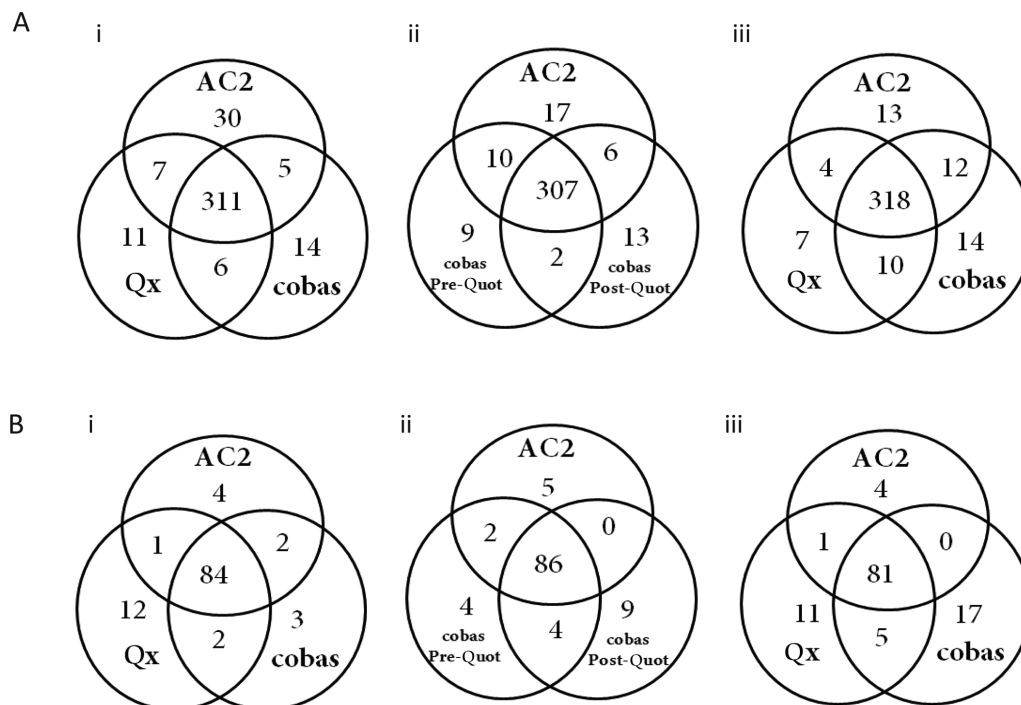 A
i
ii
iii
AC2
30
7
5
311
11
14
6
Qx
cobas
AC2
17
10
6
307
9
13
2
cobas
Pre-Quot
cobas
Post-Quot
AC2
13
4
12
318
7
14
10
Qx
cobas
B
i
ii
iii
AC2
4
1
2
84
12
3
2
Qx
cobas
AC2
5
2
0
86
4
9
4
cobas
Pre-Quot
cobas
Post-Quot
AC2
4
1
0
81
11
17
5
Qx
cobas